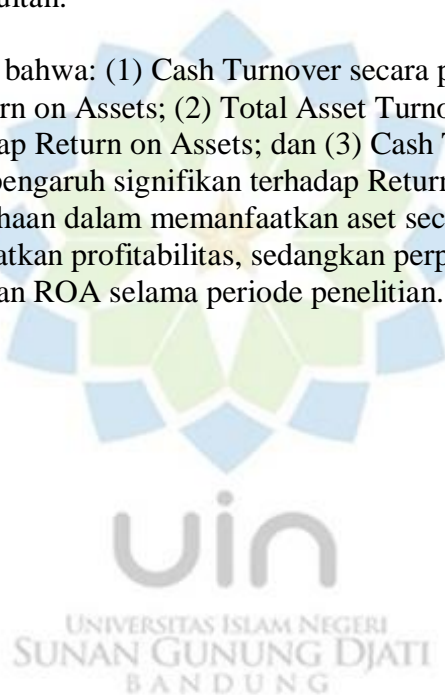 bahwa: (1) Cash Turnover secara p
rn on Assets; (2) Total Asset Turno
ap Return on Assets; dan (3) Cash T
pengaruh signifikan terhadap Return
haan dalam memanfaatkan aset sec
atkan profitabilitas, sedangkan perp
an ROA selama periode penelitian.
uin
UNIVERSITAS ISLAM NEGERI
SUNAN GUNUNG DJATI
BANDUNG